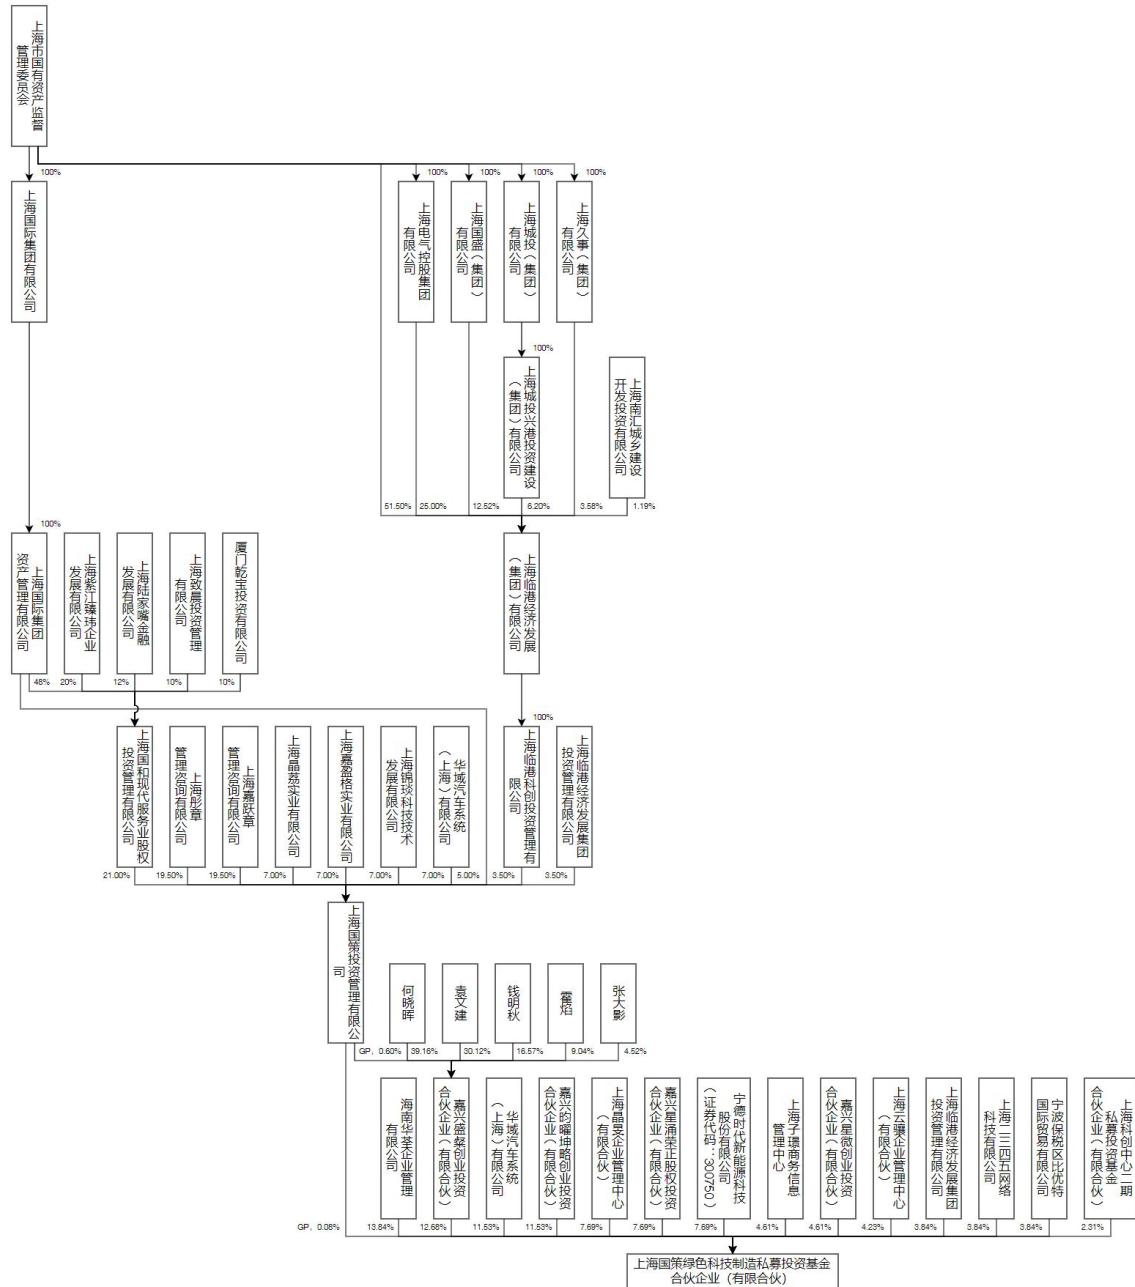 上海市国有资产监督
管理委员会
100%
100%
100%
100%
100%
上海国际集团有限公司
上海电气控股集团
有限公司
上海国盛（集团）
有限公司
上海城投（集团）
有限公司
上海久事（集团）
有限公司
100%
上海城投兴港投资建设
（集团）有限公司
上海南汇城乡建设
开发投资有限公司
51.50%
25.00%
12.52%
6.20%
3.58%
1.19%
100%
上海国际集团
资产管理有限公司
上海紫江臻玮企业
发展有限公司
上海陆家嘴金融
发展有限公司
上海致晨投资管理
有限公司
厦门乾宝投资有限公司
上海临港经济发展
（集团）有限公司
48%
20%
12%
10%
10%
100%
上海国和现代服务业股权
投资管理有限公司
上海彤章
管理咨询有限公司
上海嘉跃章
管理咨询有限公司
上海晶荔实业有限公司
上海嘉盈格实业有限公司
上海锦琰科技技术
发展有限公司
华域汽车系统
（上海）有限公司
上海临港科创投资管理有
限公司
上海临港经济发展集团
投资管理有限公司
21.00%
19.50%
19.50%
7.00%
7.00%
7.00%
7.00%
5.00%
3.50%
3.50%
上海国策投资管理有限公
司
何晓晖
袁文建
钱明秋
霍焰
张大影
GP，0.60%
39.16%
30.12%
16.57%
9.04%
4.52%
海南华荃企业管理
有限公司
嘉兴盛粲创业投资
合伙企业（有限合伙）
华域汽车系统
（上海）有限公司
嘉兴昀曜坤略创业投资
合伙企业（有限合伙）
上海晶旻企业管理中心
（有限合伙）
嘉兴星涌荣正股权投资
合伙企业（有限合伙）
宁德时代新能源科技
股份有限公司
（证券代码：300750）
上海子璟商务信息
管理中心
嘉兴星微创业投资
合伙企业（有限合伙）
上海云骧企业管理中心
（有限合伙）
上海临港经济发展集团
投资管理有限公司
上海二三四五网络
科技有限公司
宁波保税区比优特
国际贸易有限公司
上海科创中心二期
私募投资基金
合伙企业（有限合伙）
GP，0.08%
13.84%
12.68%
11.53%
11.53%
7.69%
7.69%
7.69%
4.61%
4.61%
4.23%
3.84%
3.84%
3.84%
2.31%
上海国策绿色科技制造私募投资基金
合伙企业（有限合伙）